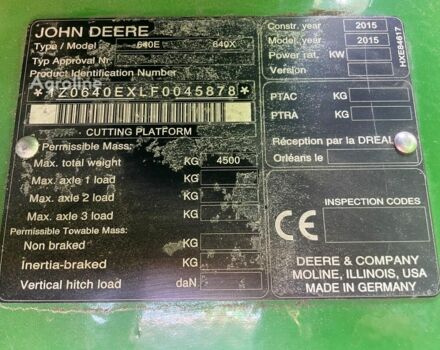 JOHN DEERE
Type / Model 640E 640X
Typ Approval Nr.
Product Identification Number
*1Z0640EXLF0045878*
CUTTING PLATFORM
Permissible Mass:
Max. total weight KG 4500
Max. axle 1 load KG
Max. axle 2 load KG
Max. axle 3 load KG
Permissible Towable Mass:
Non braked KG
Inertia-braked KG
Vertical hitch load daN
Constr. year 2015
Model. year 2015
Power rat. KW
Version
HXE84617
PTAC KG
PTRA KG
Réception par la DREAL
Orléans le
INSPECTION CODES
CE
DEERE & COMPANY
MOLINE, ILLINOIS, USA
MADE IN GERMANY